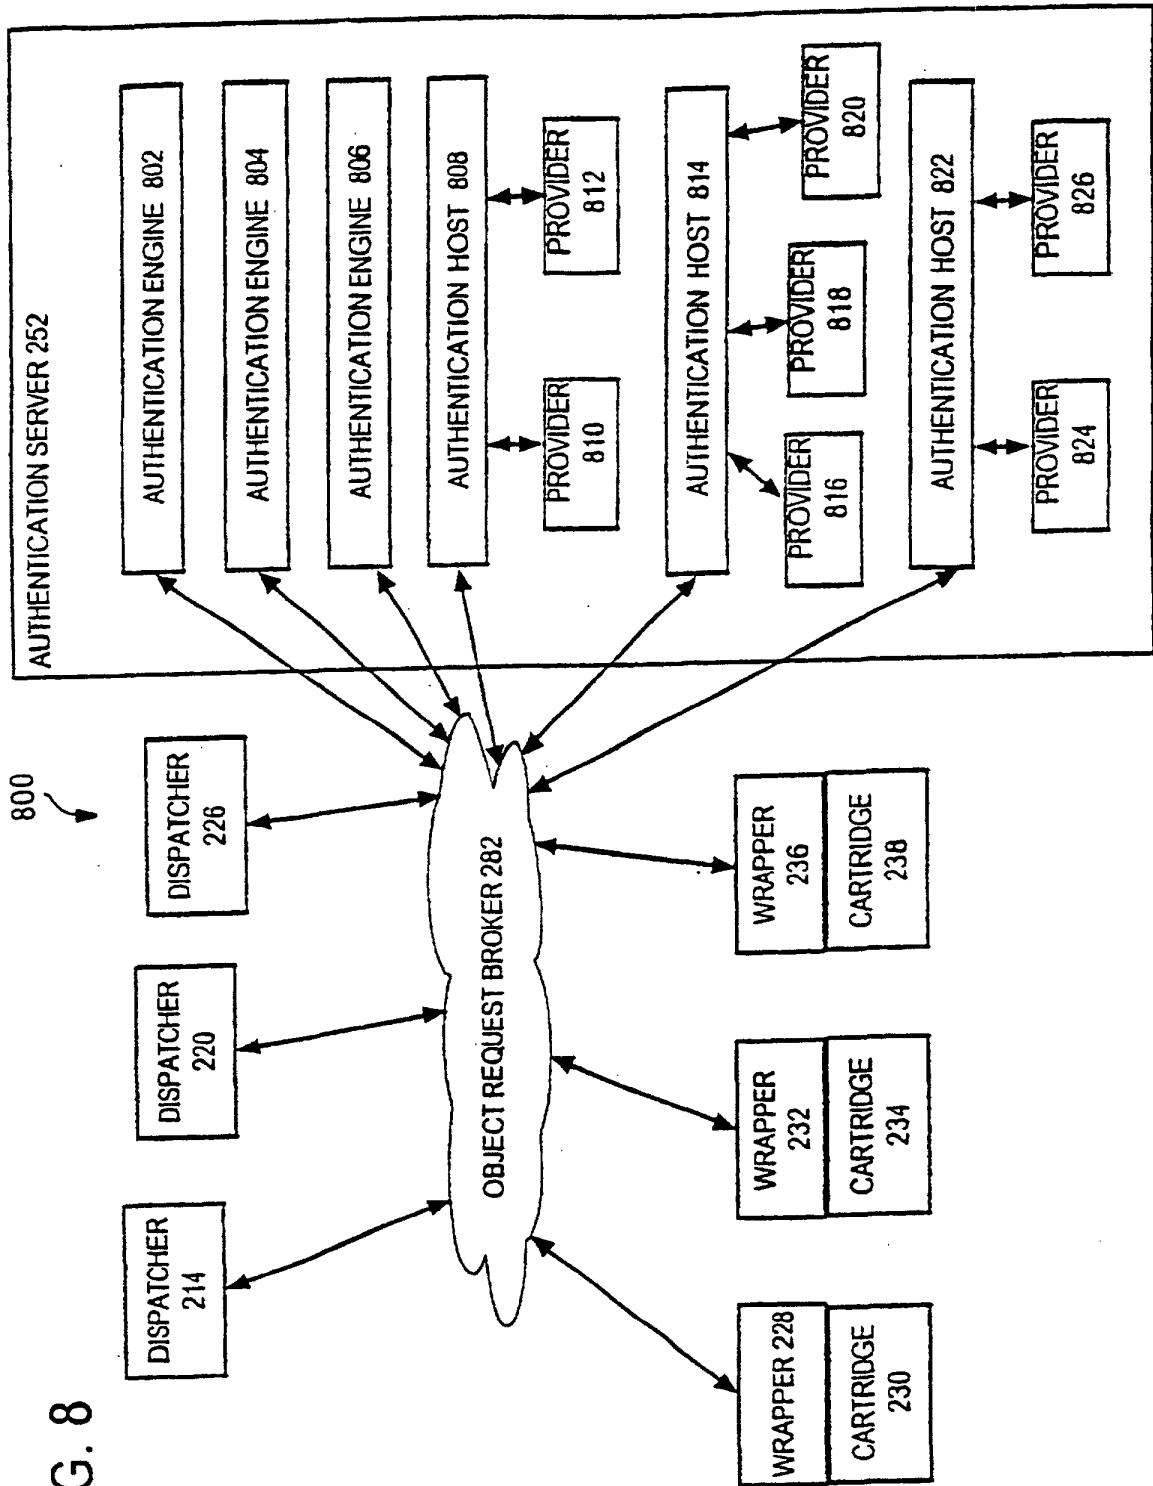 G. 8
800
DISPATCHER
214
DISPATCHER
220
DISPATCHER
226
OBJECT REQUEST BROKER 282
WRAPPER 228
CARTRIDGE
230
WRAPPER
232
CARTRIDGE
234
WRAPPER
236
CARTRIDGE
238
AUTHENTICATION SERVER 252
AUTHENTICATION ENGINE 802
AUTHENTICATION ENGINE 804
AUTHENTICATION ENGINE 806
AUTHENTICATION HOST 808
PROVIDER
810
PROVIDER
812
AUTHENTICATION HOST 814
PROVIDER
816
PROVIDER
818
PROVIDER
820
AUTHENTICATION HOST 822
PROVIDER
824
PROVIDER
826